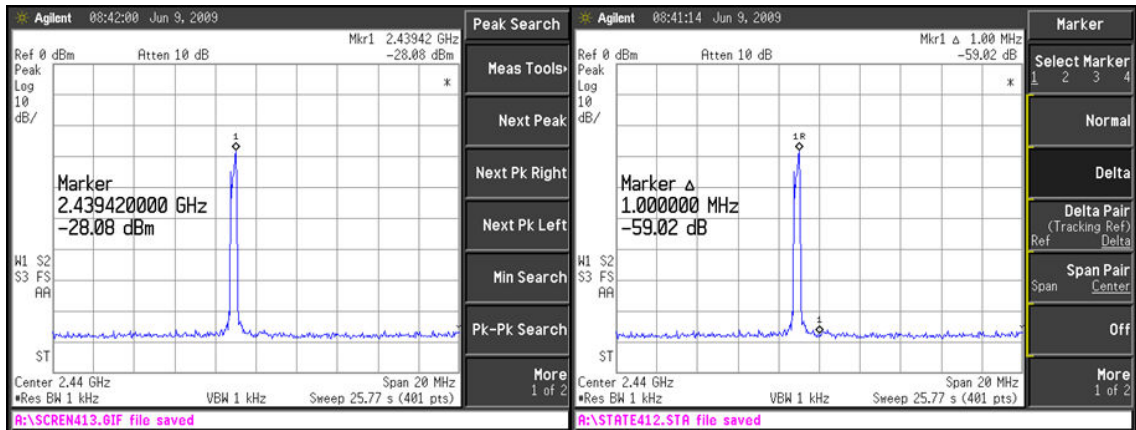 Agilent 08:42:00 Jun 9, 2009
Peak Search
Mkr1 2.43942 GHz
Ref 0 dBm Atten 10 dB -28.08 dBm
Peak
Log
10
dB/
*
1
Marker
2.439420000 GHz
-28.08 dBm
W1 S2
S3 FS
AA
ST
Center 2.44 GHz Span 20 MHz
*Res BW 1 kHz VBW 1 kHz Sweep 25.77 s (401 pts)
A:\SCREN413.GIF file saved
Meas Tools
Next Peak
Next Pk Right
Next Pk Left
Min Search
Pk-Pk Search
More
1 of 2
Agilent 08:41:14 Jun 9, 2009
Marker
Mkr1 Δ 1.00 MHz
Ref 0 dBm Atten 10 dB -59.02 dB
Peak
Log
10
dB/
*
1R
Marker Δ
1.000000 MHz
-59.02 dB
1
W1 S2
S3 FS
AA
ST
Center 2.44 GHz Span 20 MHz
*Res BW 1 kHz VBW 1 kHz Sweep 25.77 s (401 pts)
A:\STATE412.STA file saved
Select Marker
1 2 3 4
Normal
Delta
Delta Pair
(Tracking Ref)
Ref Delta
Span Pair
Span Center
Off
More
1 of 2